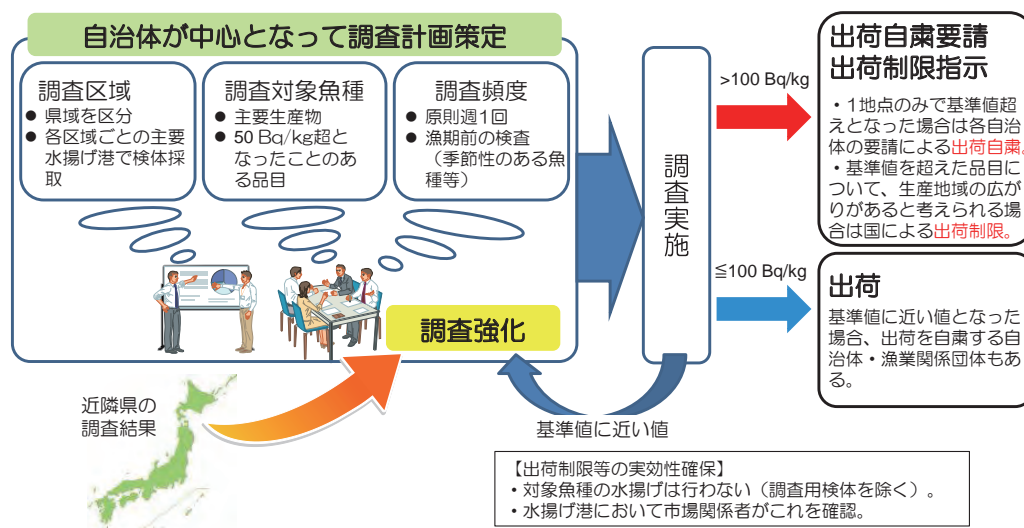 自治体が中心となって調査計画策定
調査区域
● 県域を区分
● 各区域ごとの主要
水揚げ港で検体採
取
調査対象魚種
● 主要生産物
● 50 Bq/kg超と
なったことのあ
る品目
調査頻度
● 原則週1回
● 漁期前の検査
（季節性のある魚
種等）
調査強化
近隣県の
調査結果
調査実施
基準値に近い値
>100 Bq/kg
≦100 Bq/kg
出荷自粛要請
出荷制限指示
・1地点のみで基準値超
えとなった場合は各自治
体の要請による出荷自粛。
・基準値を超えた品目に
ついて、生産地域の広が
りがあると考えられる場
合は国による出荷制限。
出荷
基準値に近い値となった
場合、出荷を自粛する自
治体・漁業関係団体もあ
る。
【出荷制限等の実効性確保】
・対象魚種の水揚げは行わない（調査用検体を除く）。
・水揚げ港において市場関係者がこれを確認。